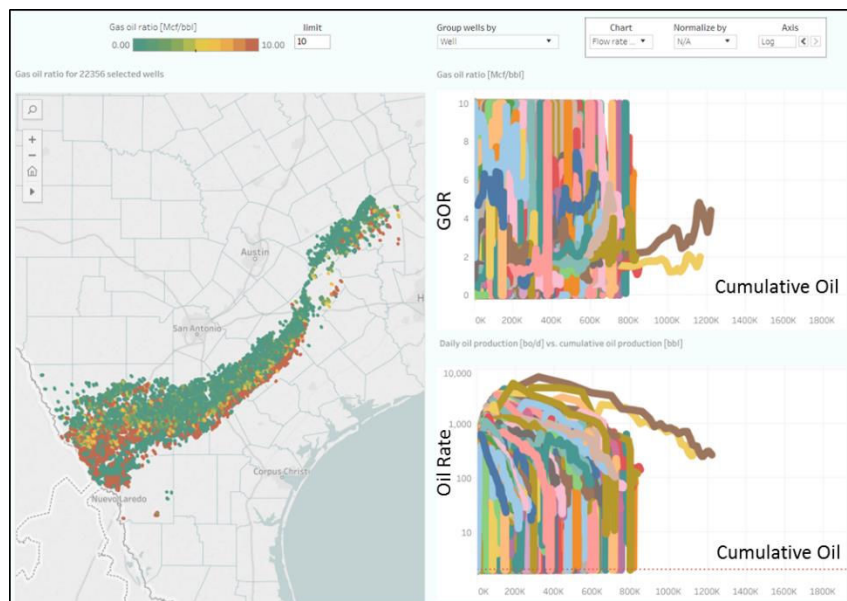 Gas oil ratio [Mcf/bbl]
0.00
10.00
limit
10
Group wells by
Well
Chart
Flow rate ...
Normalize by
N/A
Axis
Log
Gas oil ratio for 22356 selected wells
Austin
San Antonio
Corpus Christi
Nuevo Laredo
H
Gas oil ratio [Mcf/bbl]
10
8
6
4
2
0
GOR
Cumulative Oil
0K 200K 400K 600K 800K 1000K 1200K 1400K 1600K 1800K
Daily oil production [bo/d] vs. cumulative oil production [bbl]
10,000
1,000
100
10
Oil Rate
Cumulative Oil
0K 200K 400K 600K 800K 1000K 1200K 1400K 1600K 1800K